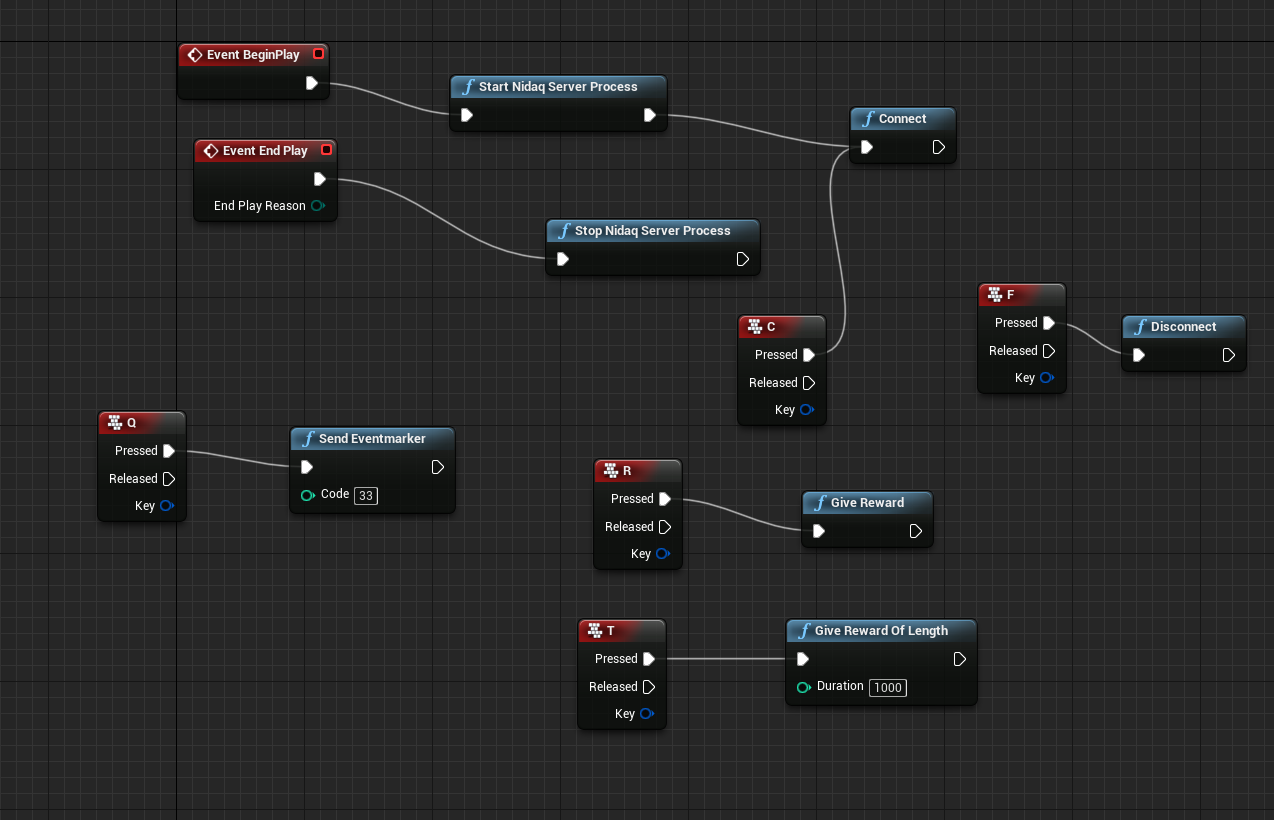 Event BeginPlay
Start Nidaq Server Process
Connect
Event End Play
End Play Reason
Stop Nidaq Server Process
F
Pressed
Released
Key
Disconnect
C
Pressed
Released
Key
Q
Pressed
Released
Key
Send Eventmarker
Code 33
R
Pressed
Released
Key
Give Reward
T
Pressed
Released
Key
Give Reward Of Length
Duration 1000